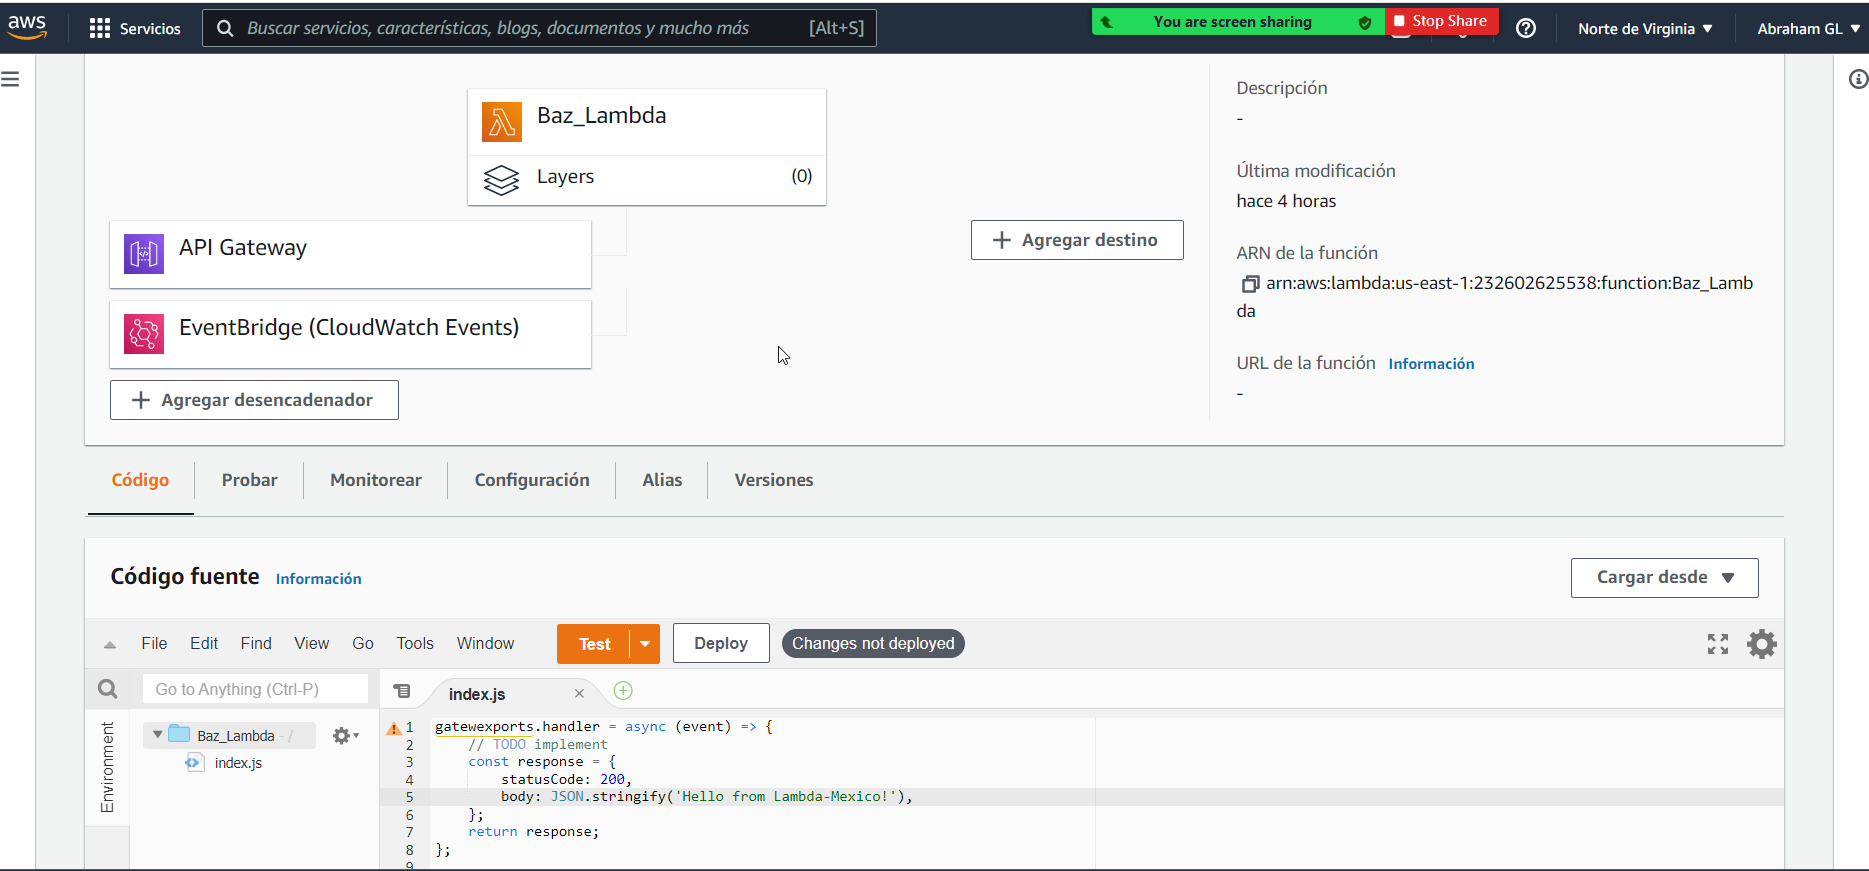 aws
Servicios
Buscar servicios, características, blogs, documentos y mucho más [Alt+S]
You are screen sharing
Stop Share
Norte de Virginia
Abraham GL
Baz_Lambda
Layers (0)
API Gateway
EventBridge (CloudWatch Events)
+ Agregar desencadenador
+ Agregar destino
Descripción
-
Última modificación
hace 4 horas
ARN de la función
arn:aws:lambda:us-east-1:232602625538:function:Baz_Lamb
da
URL de la función Información
-
Código
Probar
Monitorear
Configuración
Alias
Versiones
Código fuente Información
Cargar desde
File Edit Find View Go Tools Window
Test
Deploy
Changes not deployed
Go to Anything (Ctrl-P)
index.js
Environment
Baz_Lambda - /
index.js
1 gatewexports.handler = async (event) => {
2 // TODO implement
3 const response = {
4 statusCode: 200,
5 body: JSON.stringify('Hello from Lambda-Mexico!'),
6 };
7 return response;
8 };
9